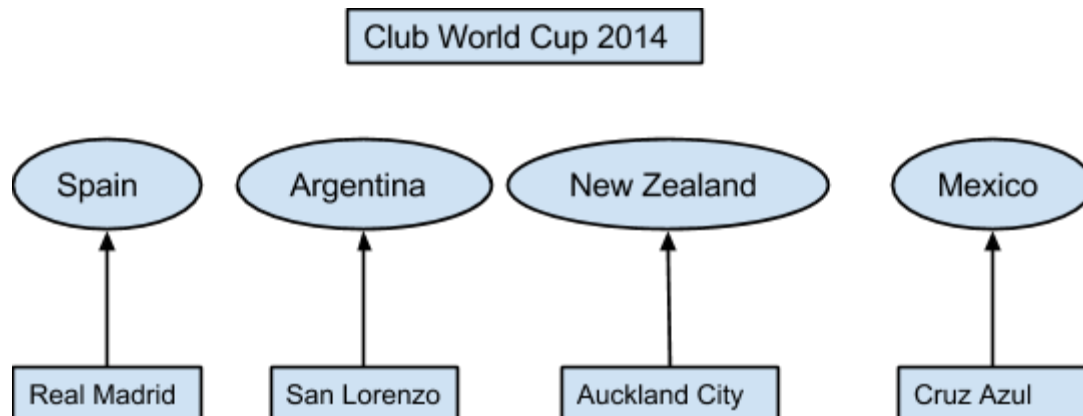 Club World Cup 2014
Spain
Argentina
New Zealand
Mexico
Real Madrid
San Lorenzo
Auckland City
Cruz Azul